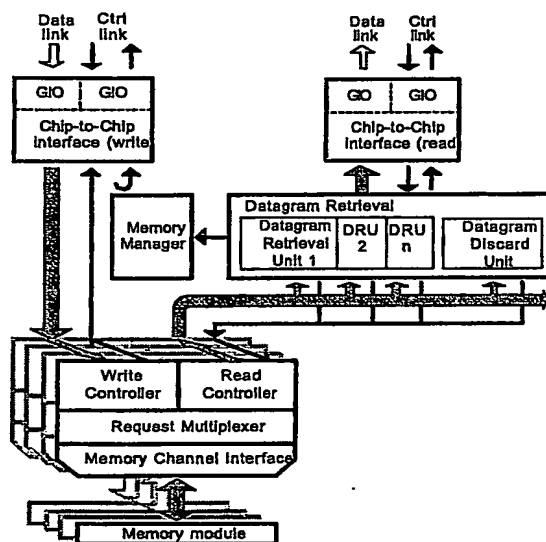 Data link
Ctrl link
Data link
Ctrl link
GIO
GIO
GIO
GIO
Chip-to-Chip
interface (write
Chip-to-Chip
interface (read
Memory
Manager
Datagram Retrieval
Datagram
Retrieval
Unit 1
DRU
2
DRU
n
Datagram
Discard
Unit
Write
Controller
Read
Controller
Request Multiplexer
Memory Channel Interface
Memory module